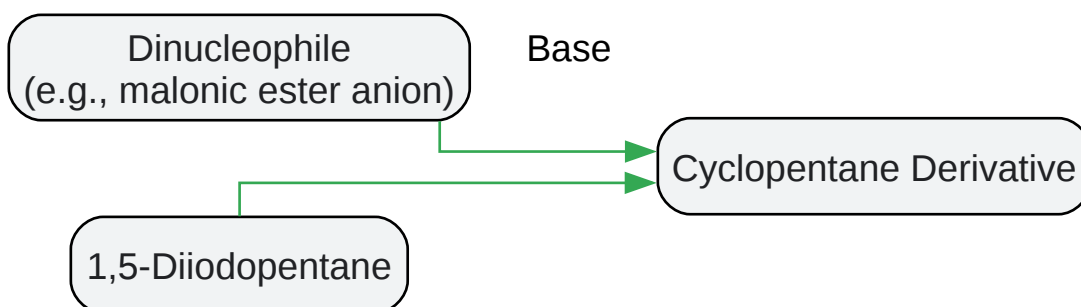 Dinucleophile
(e.g., malonic ester anion)
Base
Cyclopentane Derivative
1,5-Diiodopentane